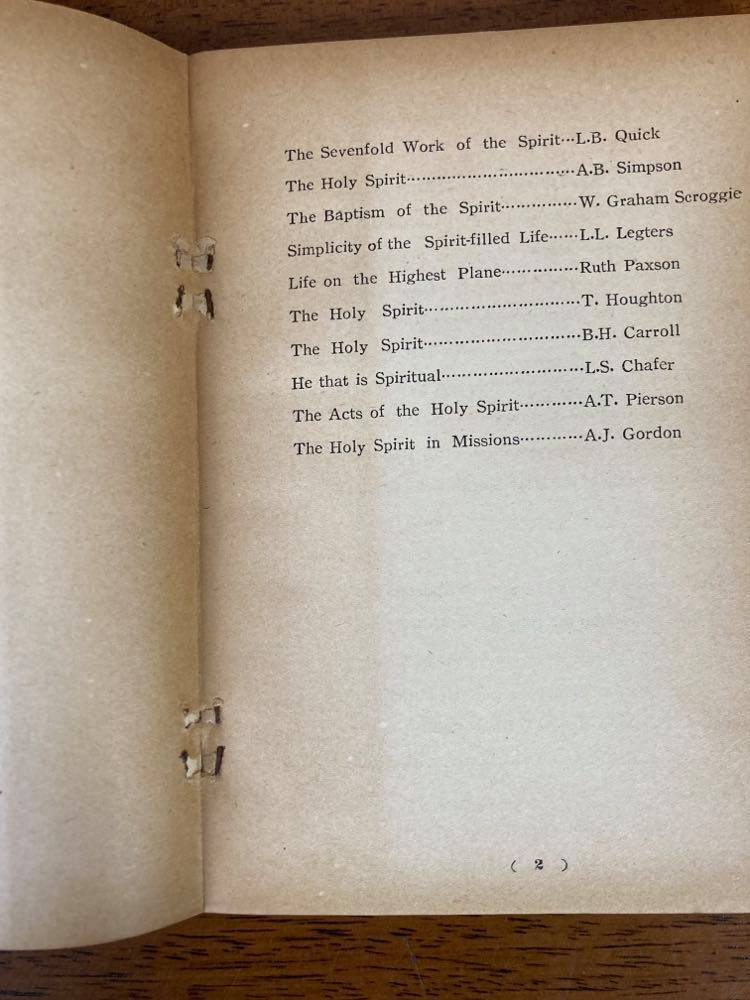 The Sevenfold Work of the Spirit···L.B. Quick
The Holy Spirit·································A.B. Simpson
The Baptism of the Spirit···············W. Graham Scroggie
Simplicity of the Spirit-filled Life······L.L. Legters
Life on the Highest Plane···············Ruth Paxson
The Holy Spirit······························T. Houghton
The Holy Spirit······························B.H. Carroll
He that is Spiritual···························L.S. Chafer
The Acts of the Holy Spirit············A.T. Pierson
The Holy Spirit in Missions············A.J. Gordon
( 2 )